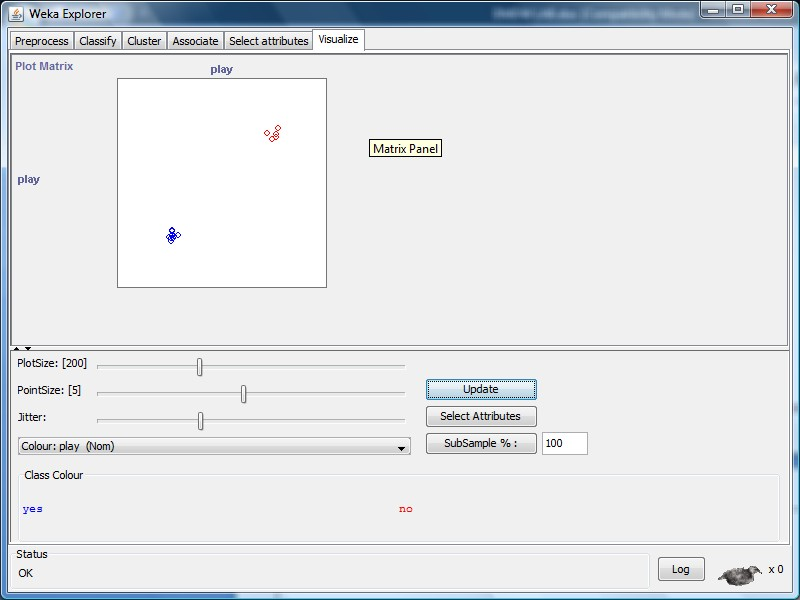 Weka Explorer
Preprocess Classify Cluster Associate Select attributes Visualize
Plot Matrix
play
Matrix Panel
play
PlotSize: [200]
PointSize: [5]
Update
Jitter:
Select Attributes
Colour: play (Nom)
SubSample % :
100
Class Colour
yes
no
Status
OK
Log
x 0